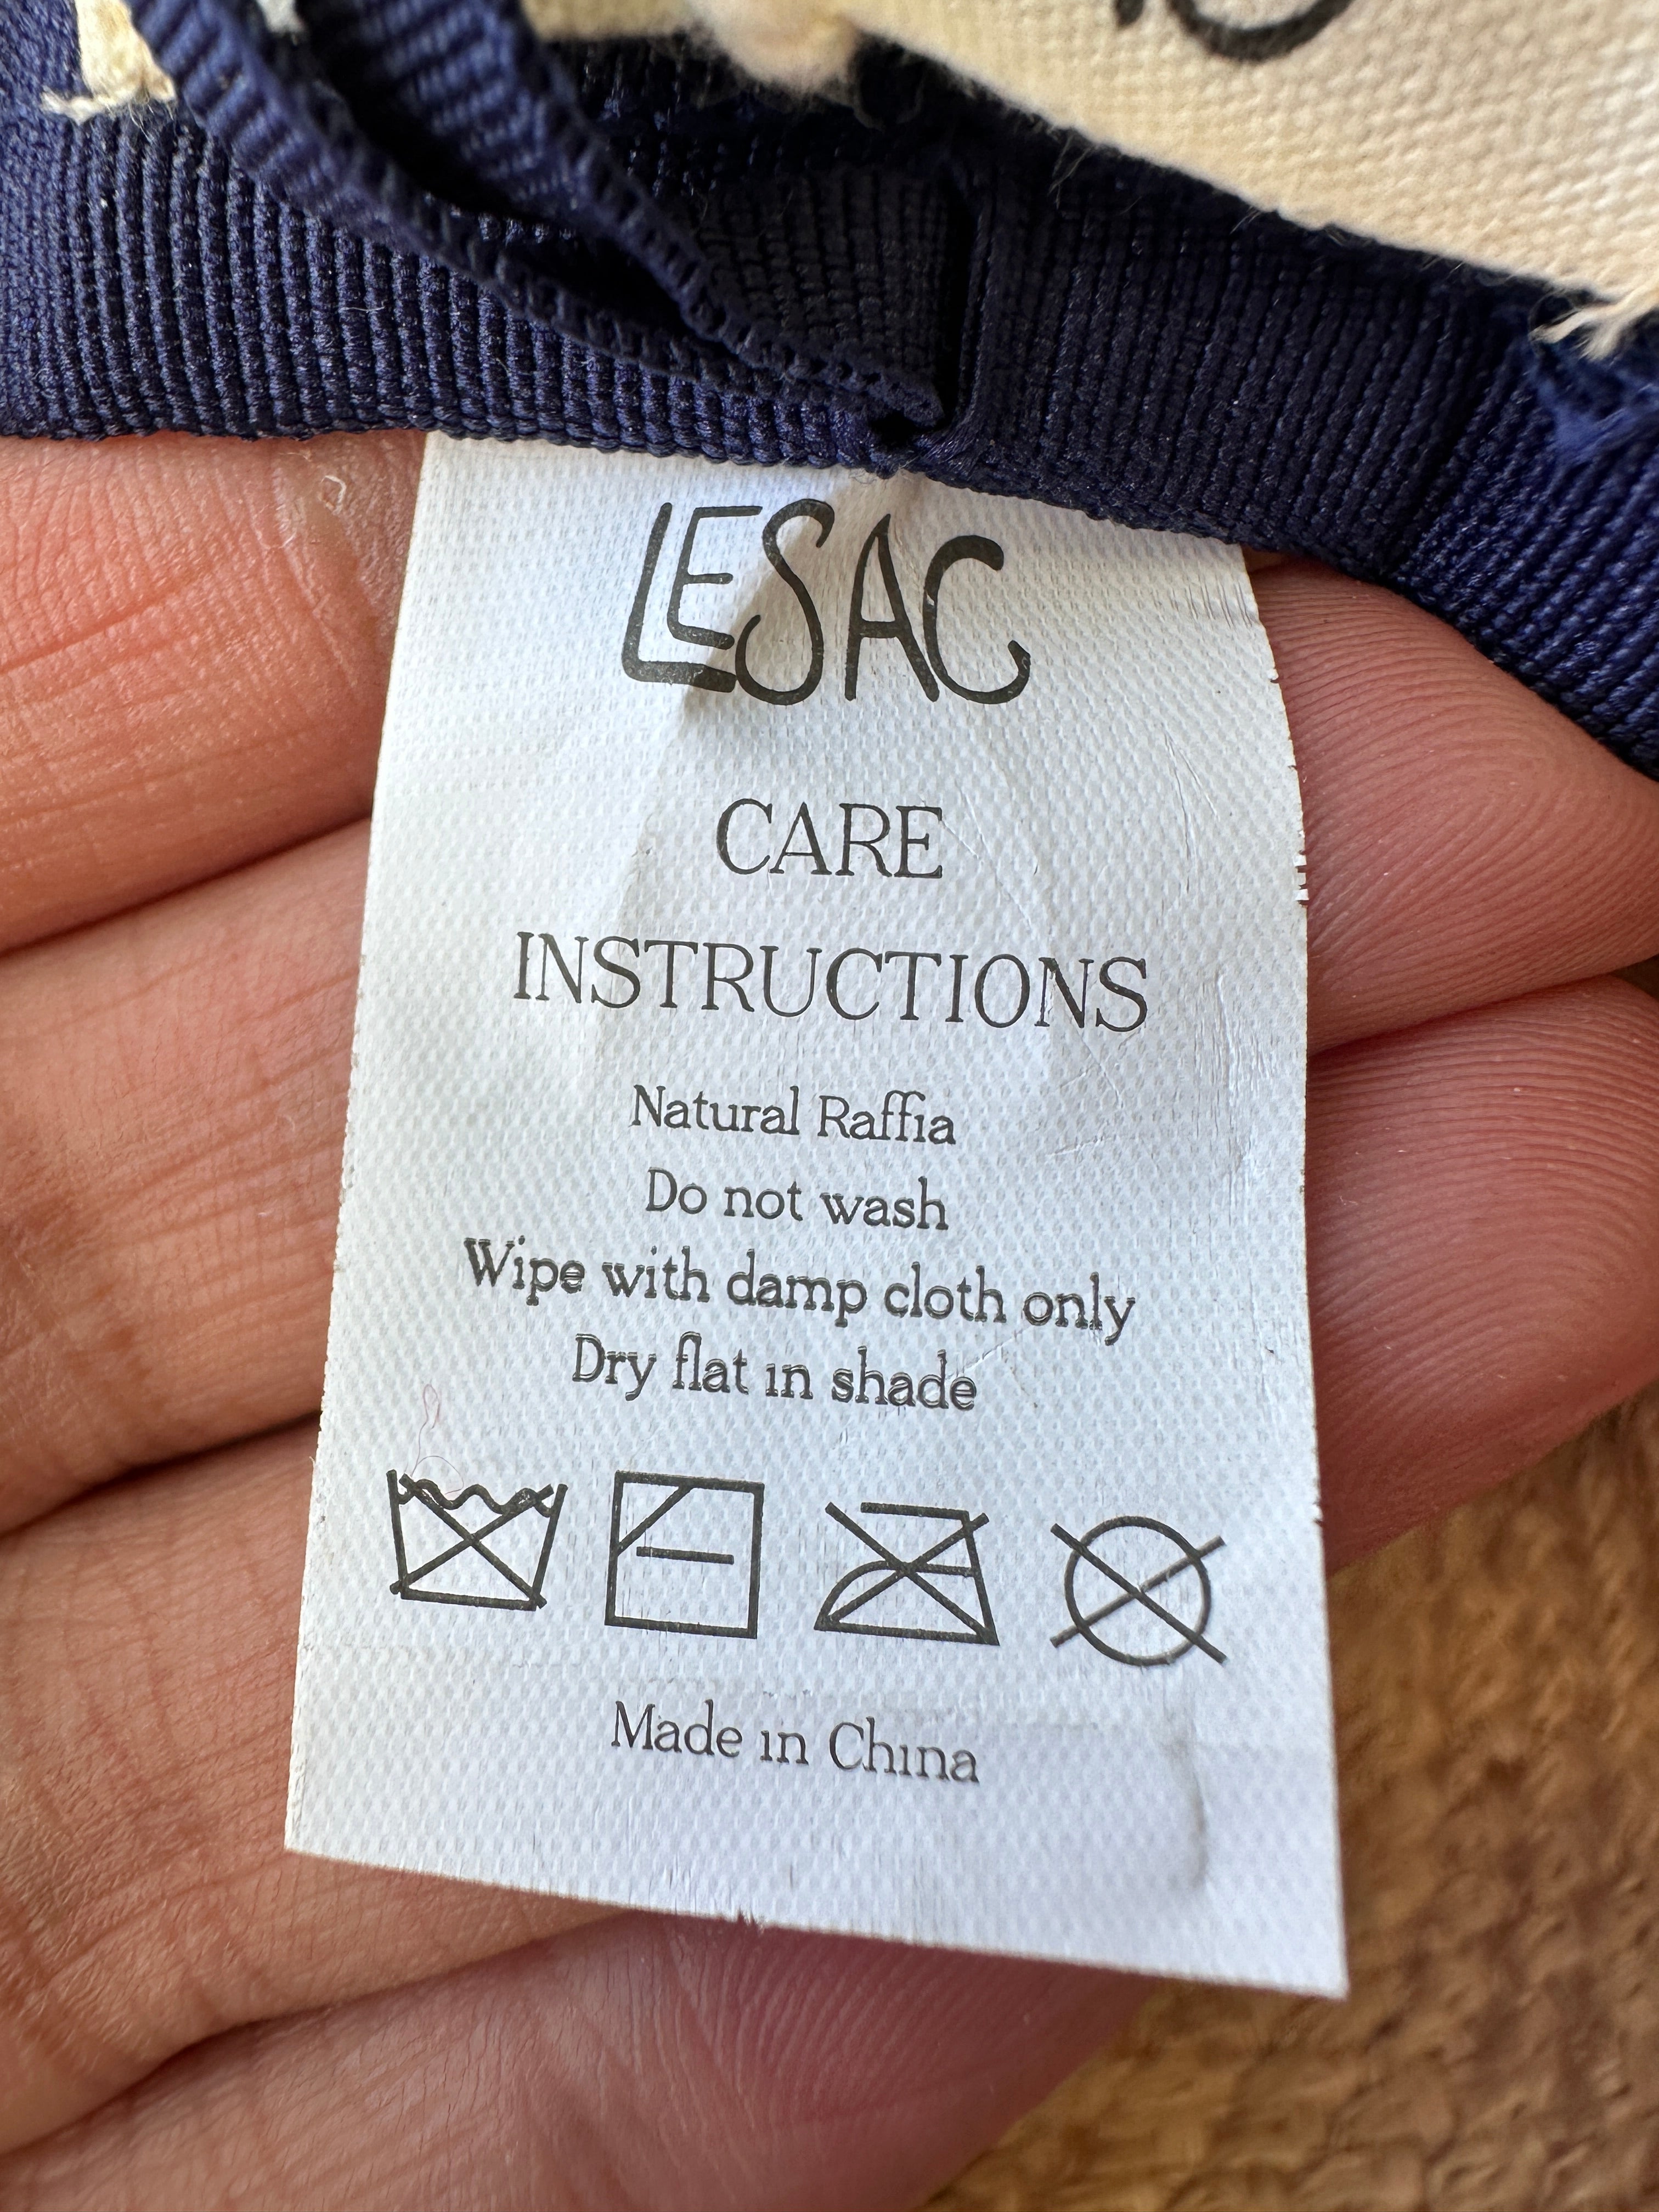 LESAC
CARE
INSTRUCTIONS
Natural Raffia
Do not wash
Wipe with damp cloth only
Dry flat in shade
Made in China